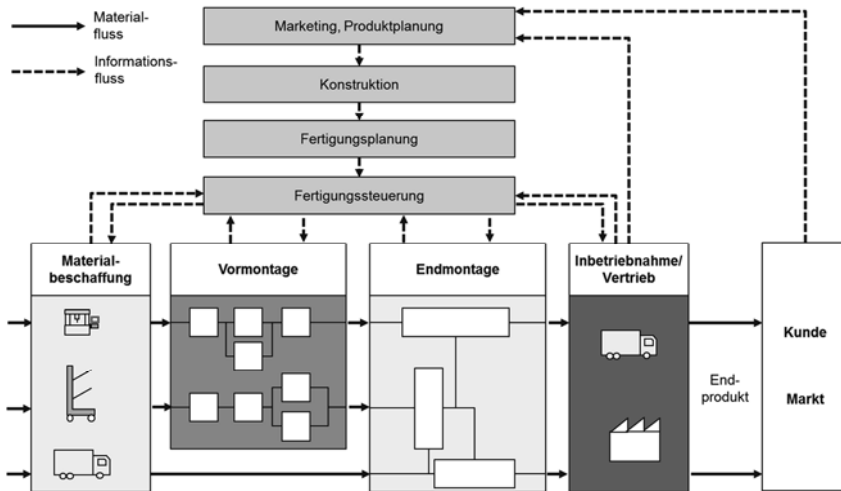 Material-
fluss
Informations-
fluss
Marketing, Produktplanung
Konstruktion
Fertigungsplanung
Fertigungssteuerung
Material-
beschaffung
Vormontage
Endmontage
Inbetriebnahme/
Vertrieb
Kunde
Markt
End-
produkt